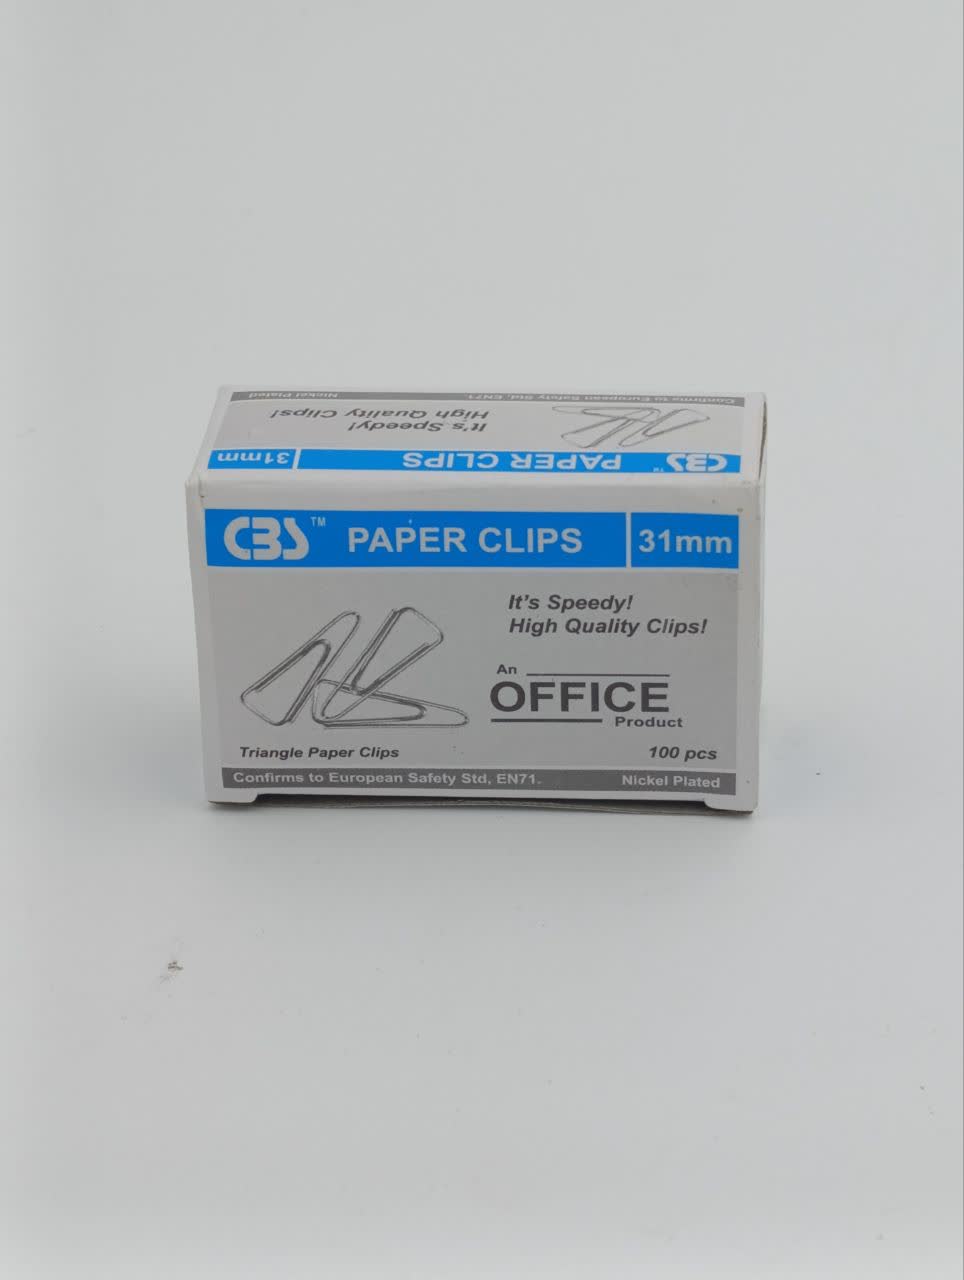 Nickel Plated
Confirms to European Safety Std, EN71.
It's Speedy!
High Quality Clips!
31mm
PAPER CLIPS
CBS™
CBS™ PAPER CLIPS 31mm
It's Speedy!
High Quality Clips!
An
OFFICE
Product
Triangle Paper Clips 100 pcs
Confirms to European Safety Std, EN71. Nickel Plated